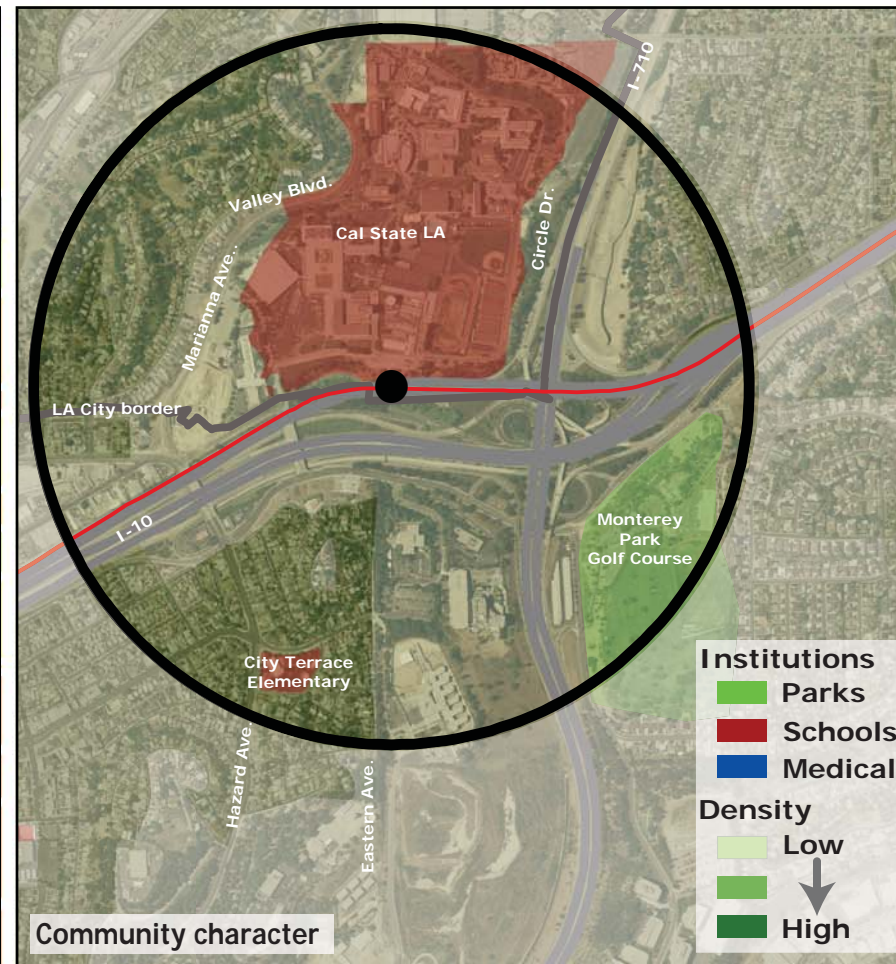 I-710
Valley Blvd.
Cal State LA
Circle Dr.
Marianna Ave..
LA City border
I-10
Monterey
Park
Golf Course
City Terrace
Elementary
Hazard Ave.
Eastern Ave.
Institutions
Parks
Schools
Medical
Density
Low
High
Community character